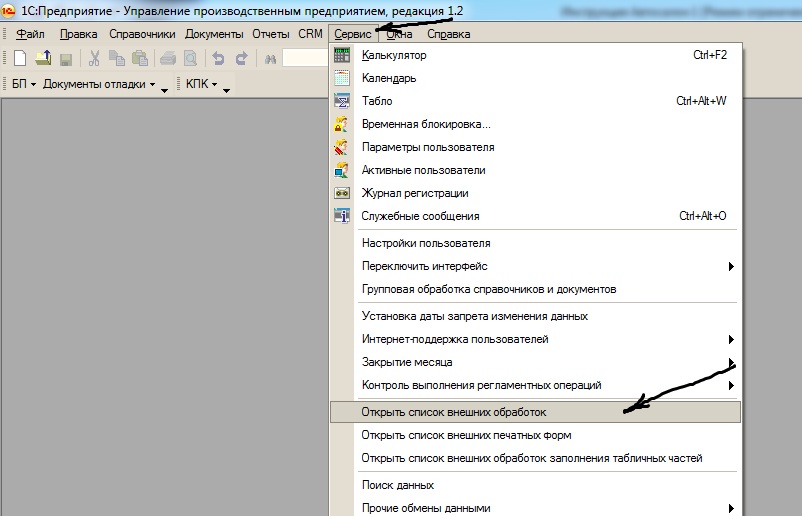 1С:Предприятие - Управление производственным предприятием, редакция 1.2
Файл Правка Справочники Документы Отчеты CRM Сервис Окна Справка
БП Документы отладки КПК
Калькулятор Ctrl+F2
Календарь
Табло Ctrl+Alt+W
Временная блокировка...
Параметры пользователя
Активные пользователи
Журнал регистрации
Служебные сообщения Ctrl+Alt+O
Настройки пользователя
Переключить интерфейс
Групповая обработка справочников и документов
Установка даты запрета изменения данных
Интернет-поддержка пользователей
Закрытие месяца
Контроль выполнения регламентных операций
Открыть список внешних обработок
Открыть список внешних печатных форм
Открыть список внешних обработок заполнения табличных частей
Поиск данных
Прочие обмены данными